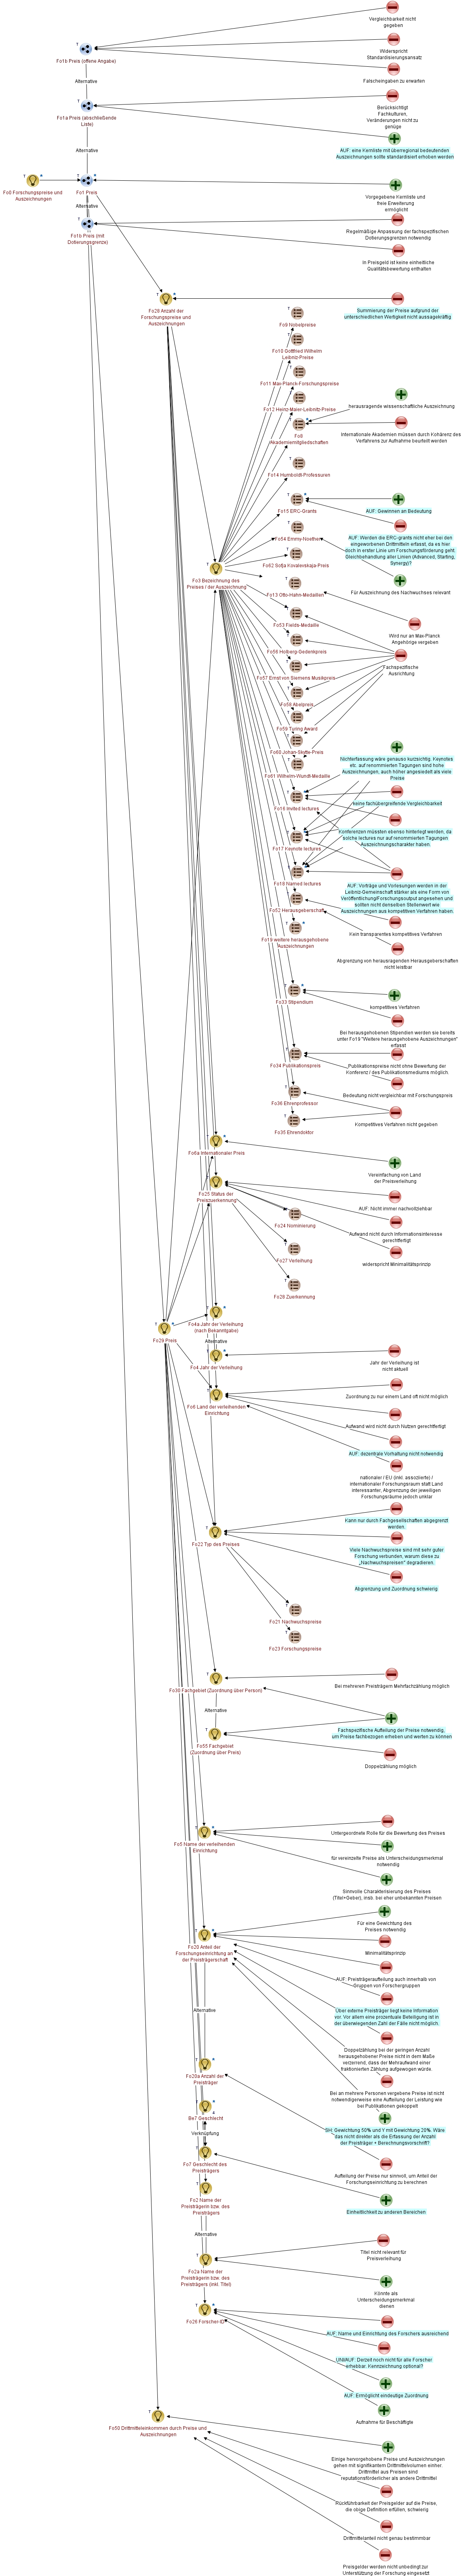 Vergleichbarkeit nicht
gegeben
Widerspricht
Standardisierungsansatz
Fo1b Preis (offene Angabe)
Falscheingaben zu erwarten
Alternative
Berücksichtigt
Fachkulturen,
Veränderungen nicht zu
genüge
Fo1a Preis (abschließende
Liste)
AUF: eine Kernliste mit überregional bedeutenden
Auszeichnungen sollte standardisiert erhoben werden
Alternative
Fo0 Forschungspreise und
Auszeichnungen
Fo1 Preis
Vorgegebene Kernliste und
freie Erweiterung
ermöglicht
Alternative
Fo1b Preis (mit
Dotierungsgrenze)
Regelmäßige Anpassung der fachspezifischen
Dotierungsgrenzen notwendig
In Preisgeld ist keine einheitliche
Qualitätsbewertung enthalten
Fo28 Anzahl der
Forschungspreise und
Auszeichnungen
Summierung der Preise aufgrund der
unterschiedlichen Wertigkeit nicht aussagekräftig
Fo9 Nobelpreise
Fo10 Gottfried Wilhelm
Leibniz-Preise
Fo11 Max-Planck-Forschungspreise
Fo12 Heinz-Maier-Leibnitz-Preise
herausragende wissenschaftliche Auszeichnung
Fo8
Akademiemitgliedschaften
Internationale Akademien müssen durch Kohärenz des
Verfahrens zur Aufnahme beurteilt werden
Fo14 Humboldt-Professuren
Fo15 ERC-Grants
AUF: Gewinnen an Bedeutung
Fo54 Emmy-Noether
AUF: Werden die ERC-grants nicht eher bei den
eingeworbenen Drittmitteln erfasst, da es hier
doch in erster Linie um Forschungsförderung geht.
Gleichbehandlung aller Linien (Advanced, Starting,
Synergy)?
Fo62 Sofja Kovalevskaja-Preis
Fo3 Bezeichnung des
Preises / der Auszeichnung
Fo13 Otto-Hahn-Medaillen
Für Auszeichnung des Nachwuchses relevant
Fo53 Fields-Medaille
Wird nur an Max-Planck
Angehörige vergeben
Fo56 Holberg-Gedenkpreis
Fachspezifische
Ausrichtung
Fo57 Ernst von Siemens Musikpreis
Fo58 Abelpreis
Fo59 Turing Award
Fo60 Johan-Skytte-Preis
Fo61 Wilhelm-Wundt-Medaille
Nichterfassung wäre genauso kurzsichtig. Keynotes
etc. auf renommierten Tagungen sind hohe
Auszeichnungen, auch höher angesiedelt als viele
Preise
Fo16 Invited lectures
keine fachübergreifende Vergleichbarkeit
Fo17 Keynote lectures
Konferenzen müssten ebenso hinterlegt werden, da
solche lectures nur auf renommierten Tagungen
Auszeichnungscharakter haben.
Fo18 Named lectures
AUF: Vorträge und Vorlesungen werden in der
Leibniz-Gemeinschaft stärker als eine Form von
Veröffentlichung/Forschungsoutput angesehen und
sollten nicht denselben Stellenwert wie
Auszeichnungen aus kompetitiven Verfahren haben.
Fo52 Herausgeberschaft
Kein transparentes kompetitives Verfahren
Fo19 weitere herausgehobene
Auszeichnungen
Abgrenzung von herausragenden Herausgeberschaften
nicht leistbar
Fo33 Stipendium
kompetitives Verfahren
Bei herausgehobenen Stipendien werden sie bereits
unter Fo19 "Weitere herausgehobene Auszeichnungen"
erfasst
Fo34 Publikationspreis
Publikationspreise nicht ohne Bewertung der
Konferenz / des Publikationsmediums möglich.
Bedeutung nicht vergleichbar mit Forschungspreis
Fo36 Ehrenprofessor
Fo35 Ehrendoktor
Kompetitives Verfahren nicht gegeben
Fo6a Internationaler Preis
Vereinfachung von Land
der Preisverleihung
Fo25 Status der
Preiszuerkennung
AUF: Nicht immer nachvollziehbar
Fo24 Nominierung
Aufwand nicht durch Informationsinteresse
gerechtfertigt
Fo27 Verleihung
widerspricht Minimalitätsprinzip
Fo26 Zuerkennung
Fo29 Preis
Fo4a Jahr der Verleihung
(nach Bekanntgabe)
Alternative
Fo4 Jahr der Verleihung
Jahr der Verleihung ist
nicht aktuell
Fo6 Land der verleihenden
Einrichtung
Zuordnung zu nur einem Land oft nicht möglich
Aufwand wird nicht durch Nutzen gerechtfertigt
AUF: dezentrale Vorhaltung nicht notwendig
nationaler / EU (inkl. assoziierte) /
internationaler Forschungsraum statt Land
interessanter, Abgrenzung der jeweiligen
Forschungsräume jedoch unklar
Kann nur durch Fachgesellschaften abgegrenzt
werden.
Fo22 Typ des Preises
Viele Nachwuchspreise sind mit sehr guter
Forschung verbunden, warum diese zu
„Nachwuchspreisen" degradieren.
Abgrenzung und Zuordnung schwierig
Fo21 Nachwuchspreise
Fo23 Forschungspreise
Fo30 Fachgebiet (Zuordnung über Person)
Bei mehreren Preisträgern Mehrfachzählung möglich
Alternative
Fo55 Fachgebiet
(Zuordnung über Preis)
Fachspezifische Aufteilung der Preise notwendig,
um Preise fachbezogen erheben und werten zu können
Doppelzählung möglich
Fo5 Name der verleihenden
Einrichtung
Untergeordnete Rolle für die Bewertung des Preises
für vereinzelte Preise als Unterscheidungsmerkmal
notwendig
Sinnvolle Charakterisierung des Preises
(Titel+Geber), insb. bei eher unbekannten Preisen
Für eine Gewichtung des
Preises notwendig
Fo20 Anteil der
Forschungseinrichtung an
der Preisträgerschaft
Minimalitätsprinzip
AUF: Preisträgeraufteilung auch innerhalb von
Gruppen von Forschergruppen
Alternative
Über externe Preisträger liegt keine Information
vor. Vor allem eine prozentuale Beteiligung ist in
der überwiegenden Zahl der Fälle nicht möglich.
Doppelzählung bei der geringen Anzahl
herausgehobener Preise nicht in dem Maße
verzerrend, dass der Mehraufwand einer
fraktionierten Zählung aufgewogen würde.
Fo20a Anzahl der
Preisträger
Bei an mehrere Personen vergebene Preise ist nicht
notwendigerweise eine Aufteilung der Leistung wie
bei Publikationen gekoppelt
Be7 Geschlecht
Verknüpfung
SH: Gewichtung 50% und Y mit Gewichtung 20%. Wäre
das nicht direkter als die Erfassung der Anzahl
der Preisträger + Berechnungsvorschrift?
Fo7 Geschlecht des
Preisträgers
Aufteilung der Preise nur sinnvoll, um Anteil der
Forschungseinrichtung zu berechnen
Fo2 Name der
Preisträgerin bzw. des
Preisträgers
Einheitlichkeit zu anderen Bereichen
Alternative
Fo2a Name der
Preisträgerin bzw. des
Preisträgers (inkl. Titel)
Titel nicht relevant für
Preisverleihung
Könnte als
Unterscheidungsmerkmal
dienen
Fo26 Forscher-ID
AUF: Name und Einrichtung des Forschers ausreichend
UNI/AUF: Derzeit noch nicht für alle Forscher
erhebbar, Kennzeichnung optional?
AUF: Ermöglicht eindeutige Zuordnung
Aufnahme für Beschäftigte
Fo50 Drittmitteleinkommen durch Preise und
Auszeichnungen
Einige hervorgehobene Preise und Auszeichnungen
gehen mit signifikantem Drittmittelvolumen einher.
Drittmittel aus Preisen sind
reputationsförderlicher als andere Drittmittel
Rückführbarkeit der Preisgelder auf die Preise,
die obige Definition erfüllen, schwierig
Drittmittelanteil nicht genau bestimmbar
Preisgelder werden nicht unbedingt zur
Unterstützung der Forschung eingesetzt